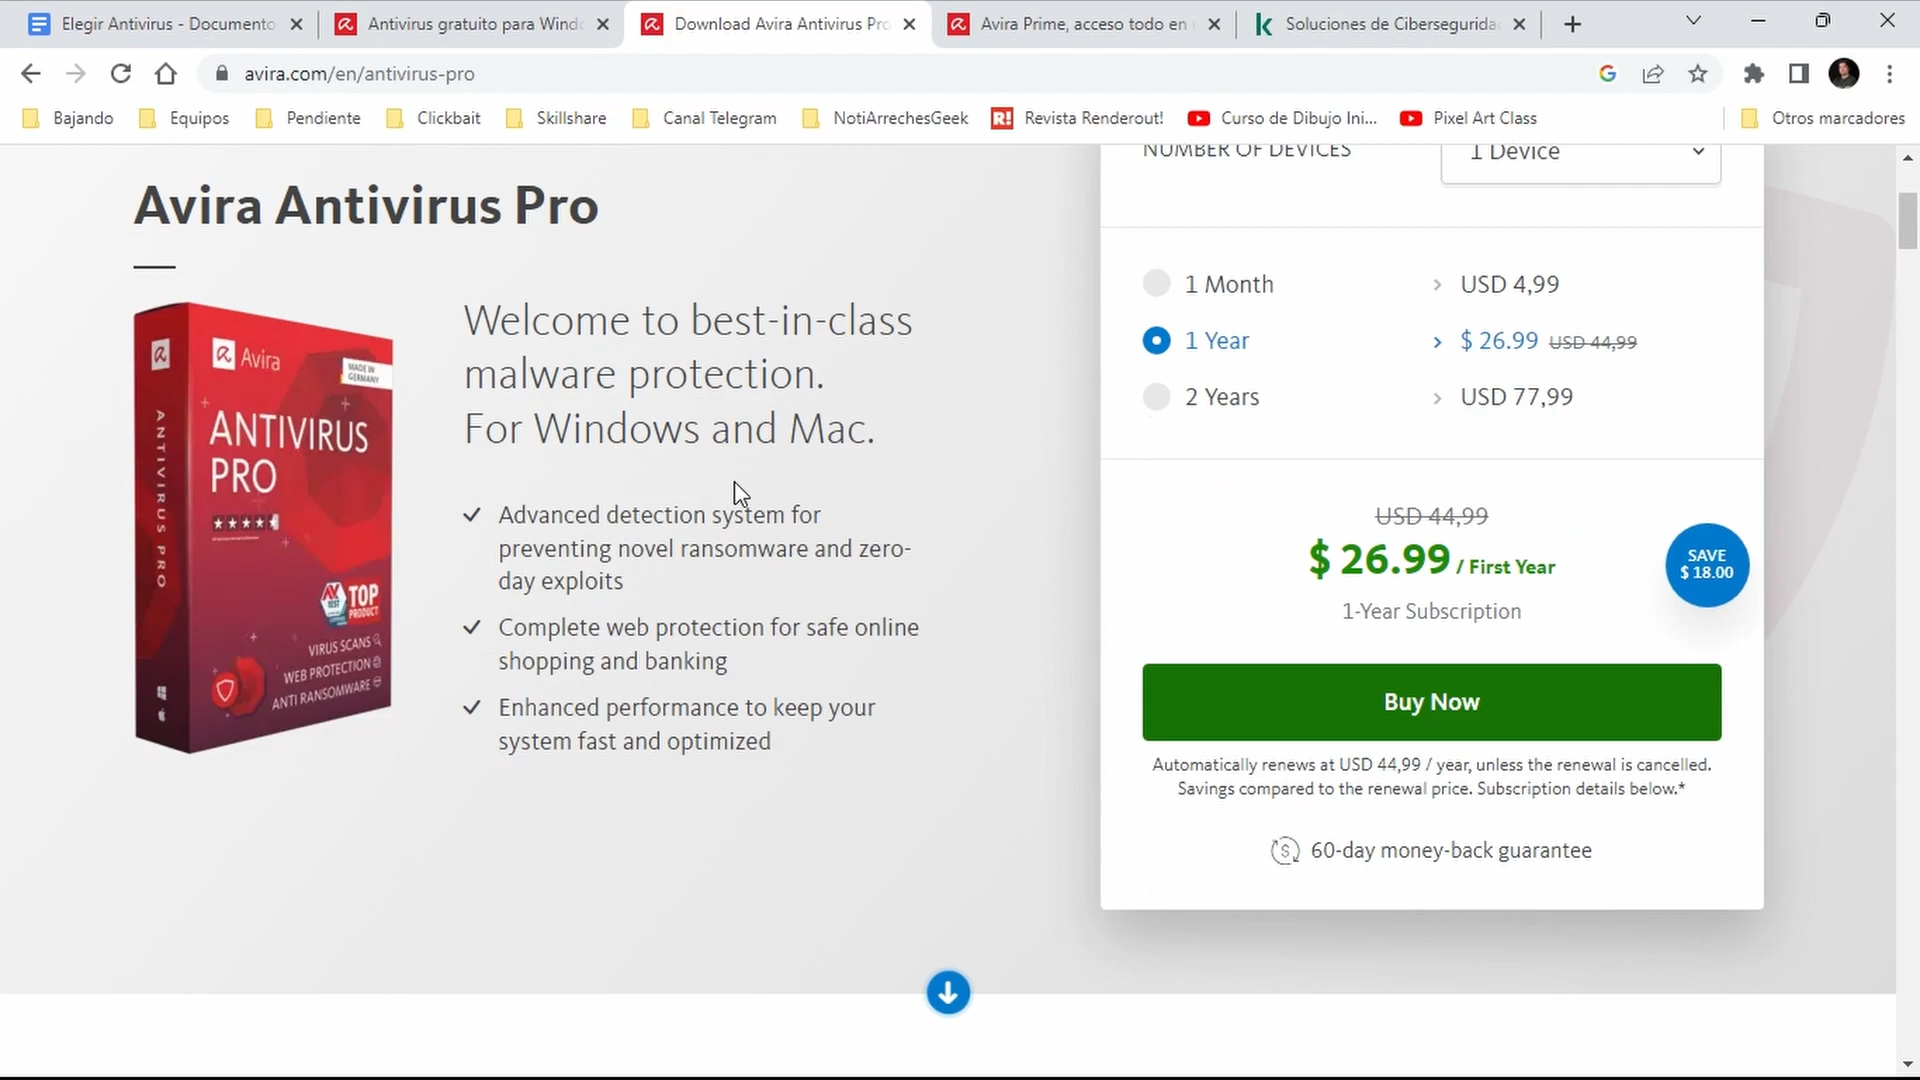 Elegir Antivirus - Documento
Antivirus gratuito para Windo
Download Avira Antivirus Pro
Avira Prime, acceso todo en
Soluciones de Cibersegurida
avira.com/en/antivirus-pro
Bajando
Equipos
Pendiente
Clickbait
Skillshare
Canal Telegram
NotiArrechesGeek
R!
Revista Renderout!
Curso de Dibujo Ini...
Pixel Art Class
Otros marcadores
Avira Antivirus Pro
Avira
MADE IN
GERMANY
ANTIVIRUS
PRO
ANTIVIRUS PRO
TOP
PRODUCT
VIRUS SCANS
WEB PROTECTION
ANTI RANSOMWARE
Welcome to best-in-class
malware protection.
For Windows and Mac.
Advanced detection system for
preventing novel ransomware and zero-
day exploits
Complete web protection for safe online
shopping and banking
Enhanced performance to keep your
system fast and optimized
NUMBER OF DEVICES
1 Device
1 Month > USD 4,99
1 Year > $ 26.99 USD 44,99
2 Years > USD 77,99
USD 44,99
$ 26.99 / First Year
1-Year Subscription
SAVE
$ 18.00
Buy Now
Automatically renews at USD 44,99 / year, unless the renewal is cancelled.
Savings compared to the renewal price. Subscription details below.*
60-day money-back guarantee